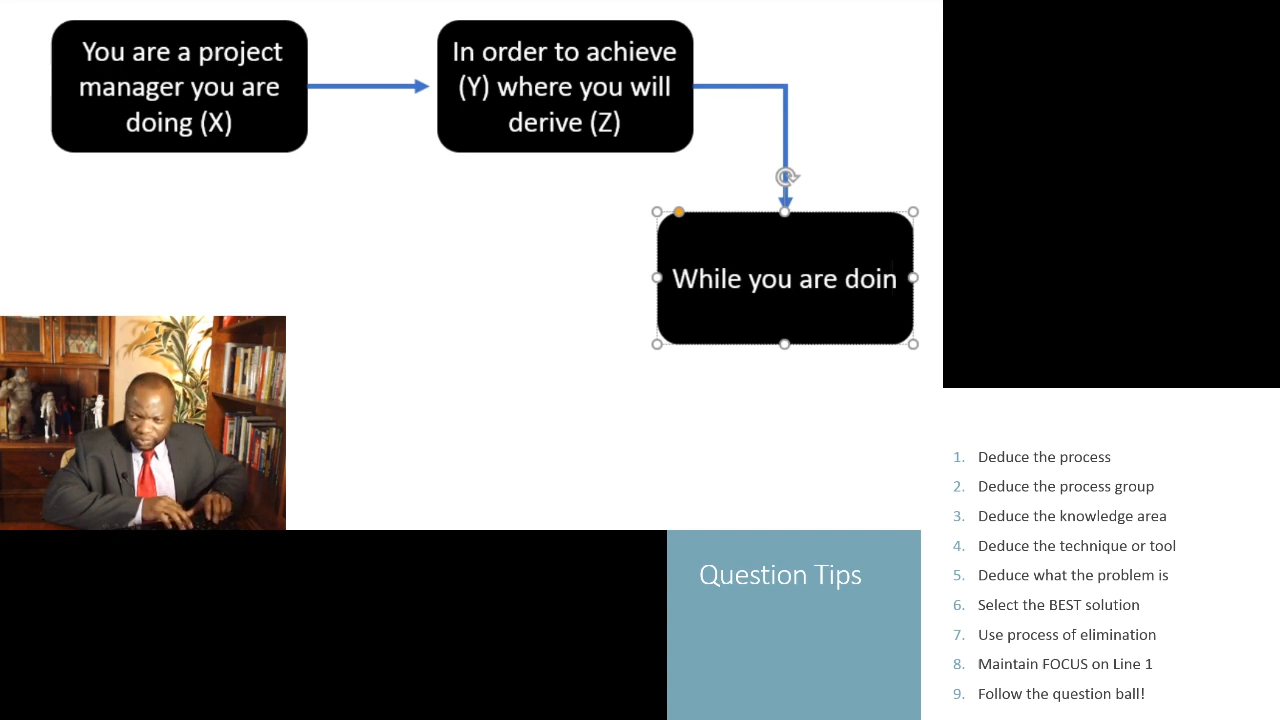 You are a project
manager you are
doing (X)
In order to achieve
(Y) where you will
derive (Z)
While you are doin
Question Tips
1. Deduce the process
2. Deduce the process group
3. Deduce the knowledge area
4. Deduce the technique or tool
5. Deduce what the problem is
6. Select the BEST solution
7. Use process of elimination
8. Maintain FOCUS on Line 1
9. Follow the question ball!